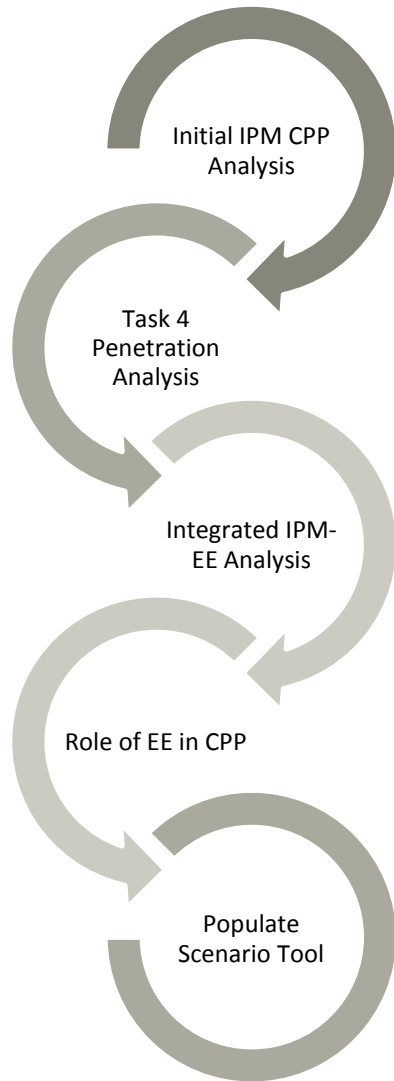 Initial IPM CPP
Analysis
Task 4
Penetration
Analysis
Integrated IPM-
EE Analysis
Role of EE in CPP
Populate
Scenario Tool